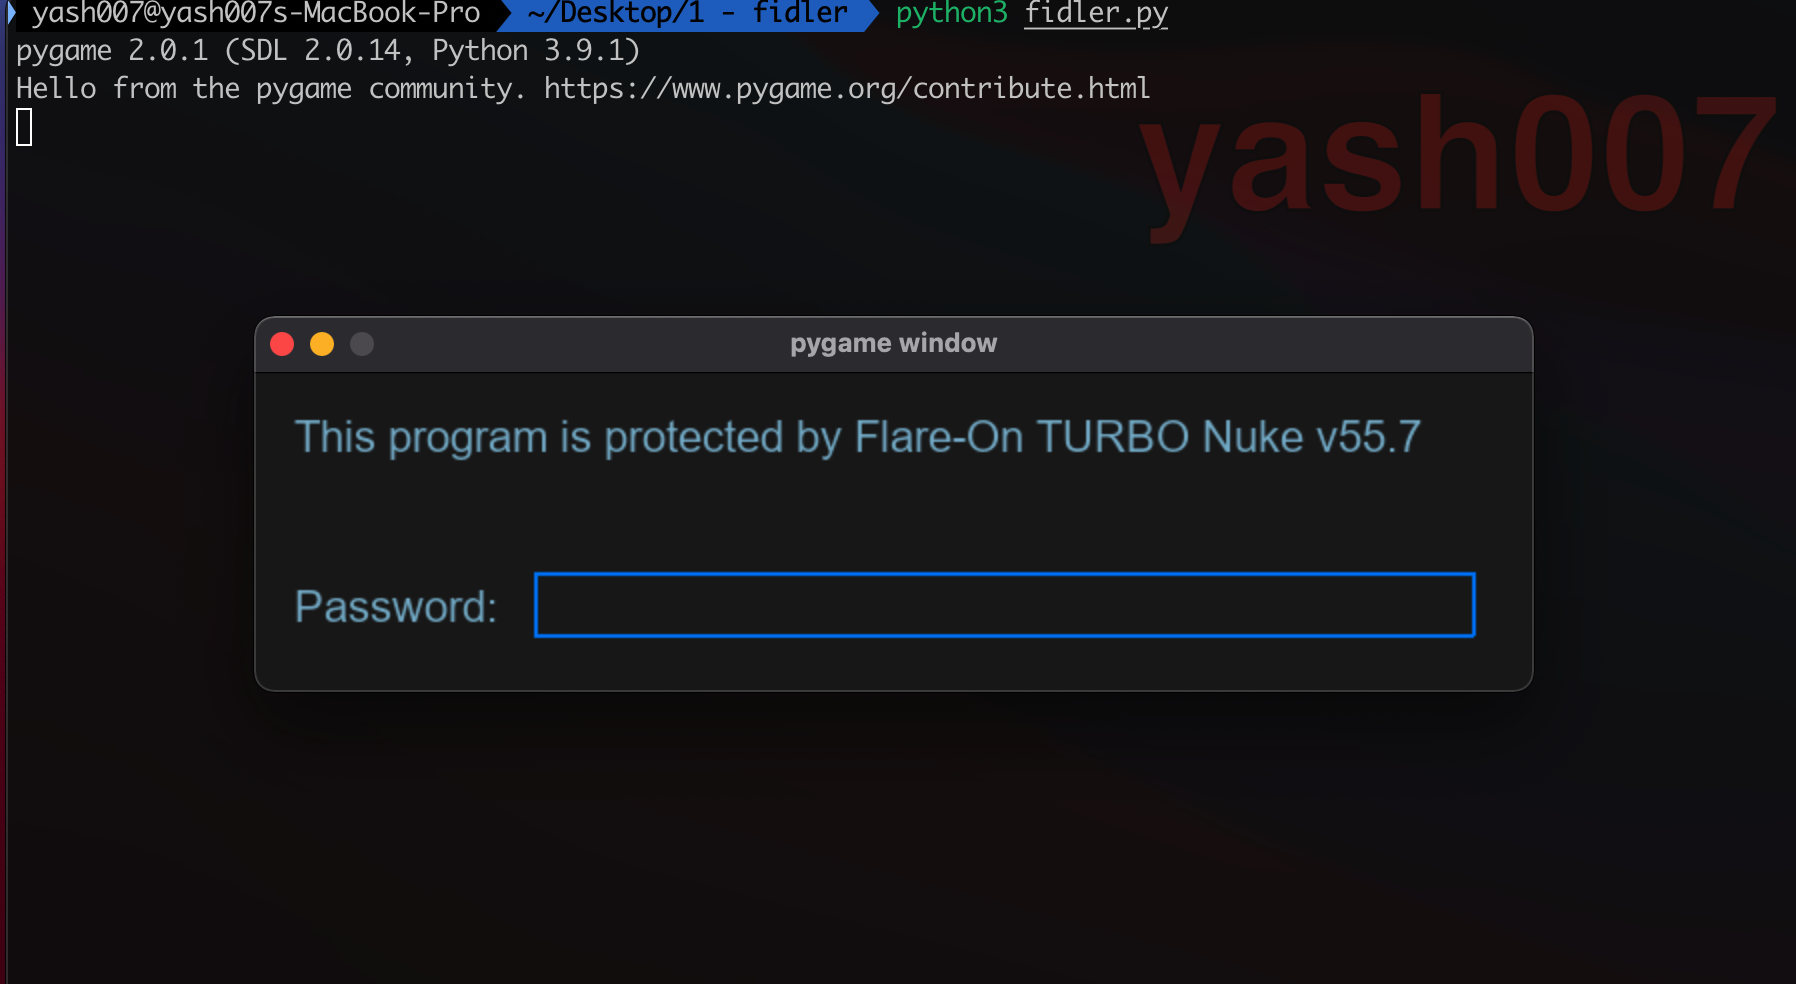 yash007@yash007s-MacBook-Pro ~/Desktop/1 - fidler python3 fidler.py
pygame 2.0.1 (SDL 2.0.14, Python 3.9.1)
Hello from the pygame community. https://www.pygame.org/contribute.html
yash007
pygame window
This program is protected by Flare-On TURBO Nuke v55.7
Password: